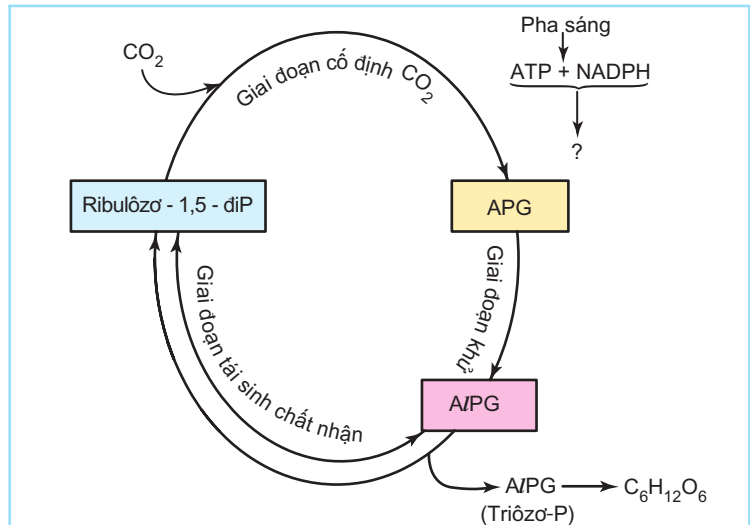 CO₂
Giai đoạn cố định CO₂
Pha sáng
ATP + NADPH
?
Ribulôzơ - 1,5 - điP
APG
Giai đoạn khử
Giai đoạn tái sinh chất nhận
AlPG
AlPG
C₆H₁₂O₆
(Triôzơ-P)